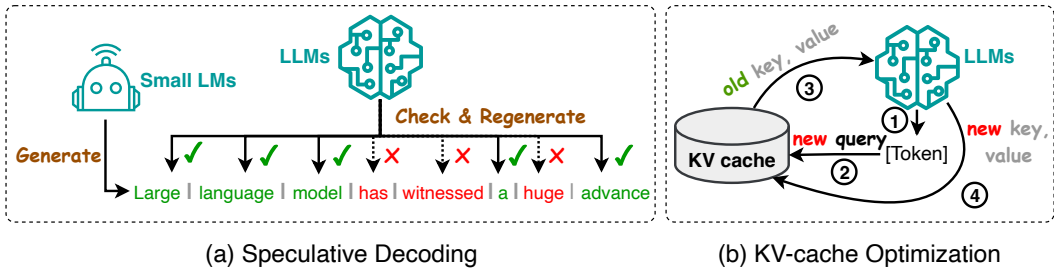 LLMs
Small LMs
Check & Regenerate
Generate
Large | language | model | has | witnessed | a | huge | advance
(a) Speculative Decoding
old key, value
LLMs
3
1
new key,
value
new query
[Token]
KV cache
2
4
(b) KV-cache Optimization